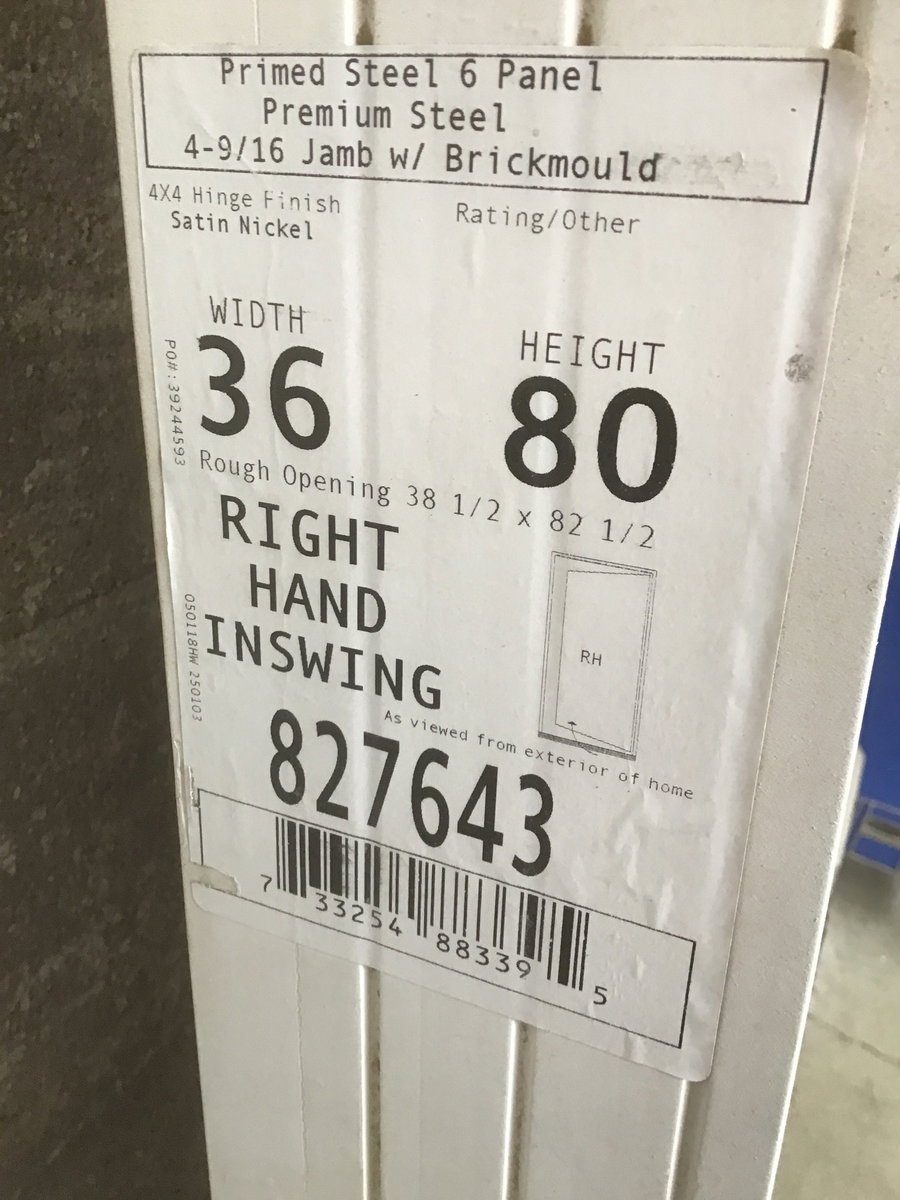 Primed Steel 6 Panel
Premium Steel
4-9/16 Jamb w/ Brickmould
4X4 Hinge Finish
Satin Nickel
Rating/Other
WIDTH
36
HEIGHT
80
PO#: 39244593
Rough Opening 38 1/2 x 82 1/2
RIGHT
HAND
INSWING
RH
050118HW 250103
As viewed from exterior of home
827643
7 33254 88339 5